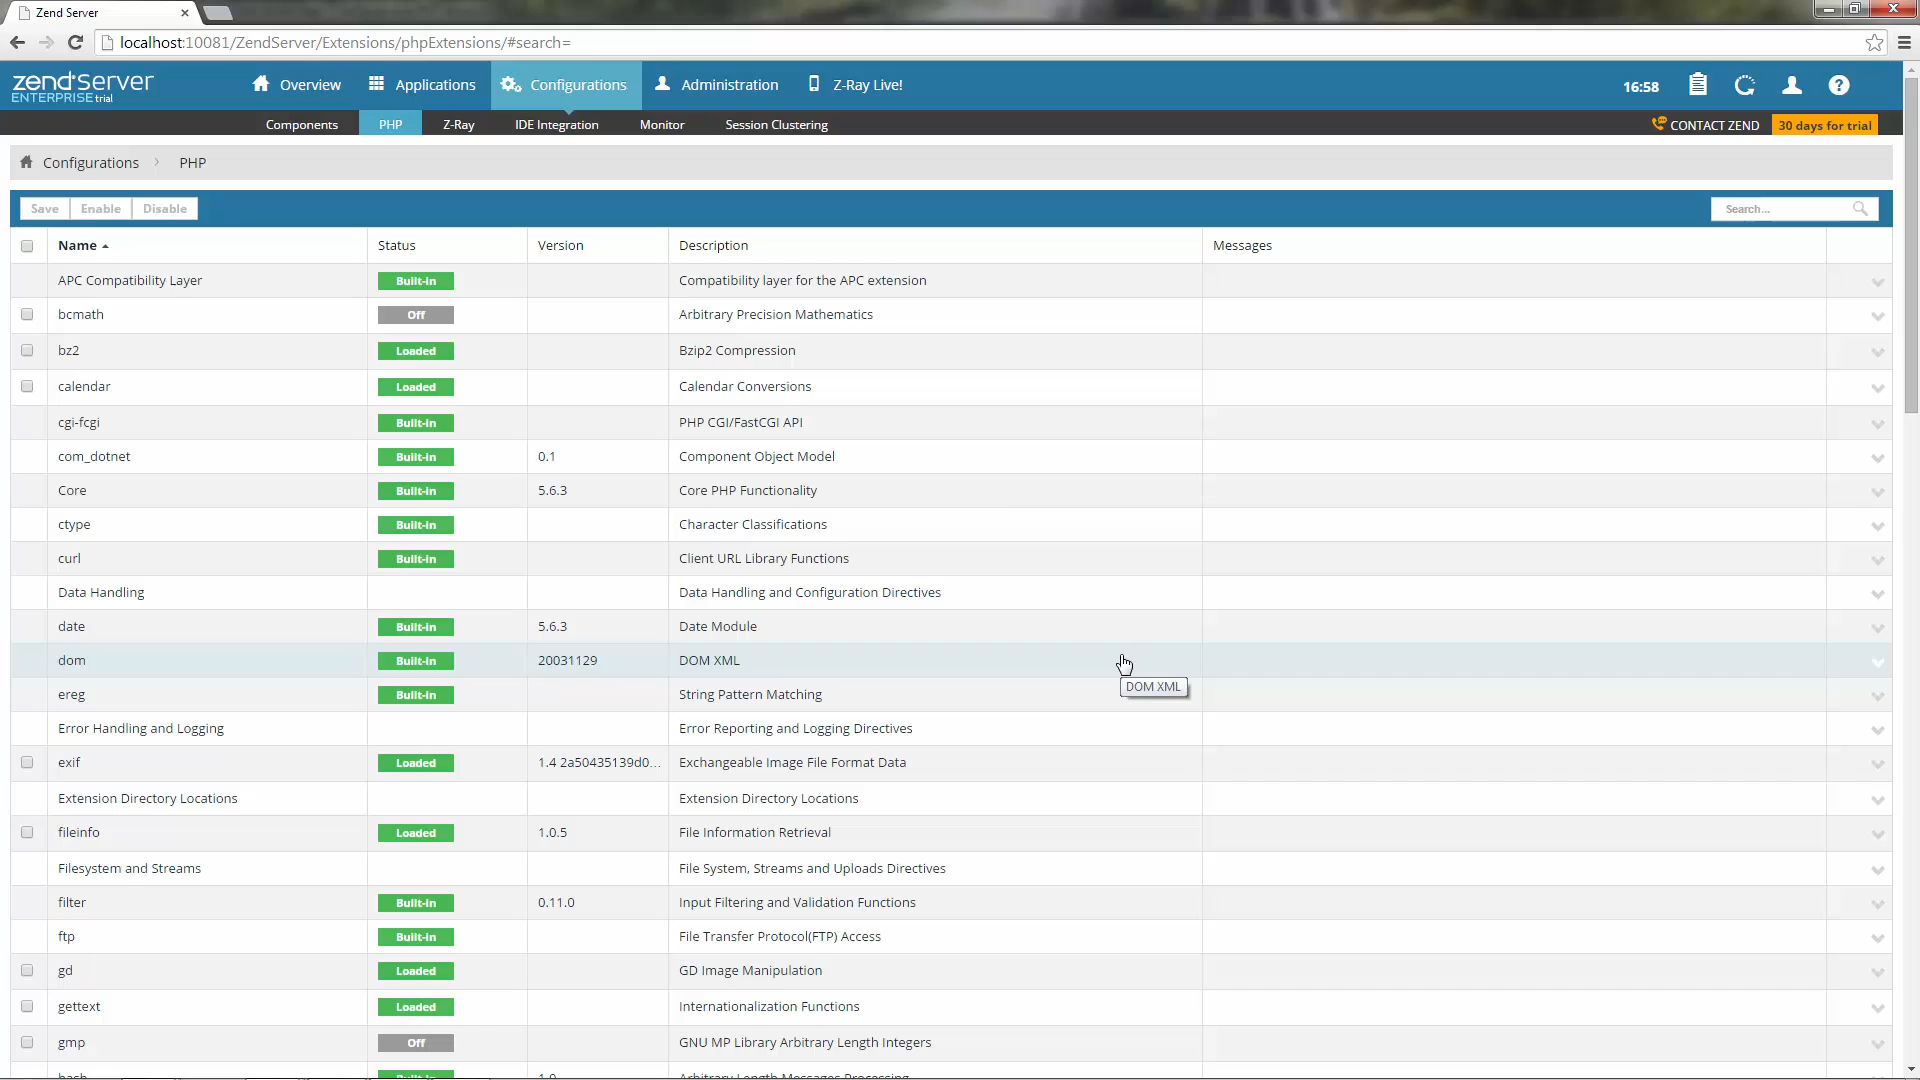 Zend Server
localhost:10081/ZendServer/Extensions/phpExtensions/#search=
zend server
ENTERPRISE trial
Overview
Applications
Configurations
Administration
Z-Ray Live!
16:58
Components
PHP
Z-Ray
IDE Integration
Monitor
Session Clustering
CONTACT ZEND
30 days for trial
Configurations
PHP
Save
Enable
Disable
Search...
Name Status Version Description Messages
APC Compatibility Layer Built-in Compatibility layer for the APC extension
bcmath Off Arbitrary Precision Mathematics
bz2 Loaded Bzip2 Compression
calendar Loaded Calendar Conversions
cgi-fcgi Built-in PHP CGI/FastCGI API
com_dotnet Built-in 0.1 Component Object Model
Core Built-in 5.6.3 Core PHP Functionality
ctype Built-in Character Classifications
curl Built-in Client URL Library Functions
Data Handling Data Handling and Configuration Directives
date Built-in 5.6.3 Date Module
dom Built-in 20031129 DOM XML
DOM XML
ereg Built-in String Pattern Matching
Error Handling and Logging Error Reporting and Logging Directives
exif Loaded 1.4 2a50435139d0... Exchangeable Image File Format Data
Extension Directory Locations Extension Directory Locations
fileinfo Loaded 1.0.5 File Information Retrieval
Filesystem and Streams File System, Streams and Uploads Directives
filter Built-in 0.11.0 Input Filtering and Validation Functions
ftp Built-in File Transfer Protocol(FTP) Access
gd Loaded GD Image Manipulation
gettext Loaded Internationalization Functions
gmp Off GNU MP Library Arbitrary Length Integers
hash Built-in 1.0 Arbitrary Length Messages Processing